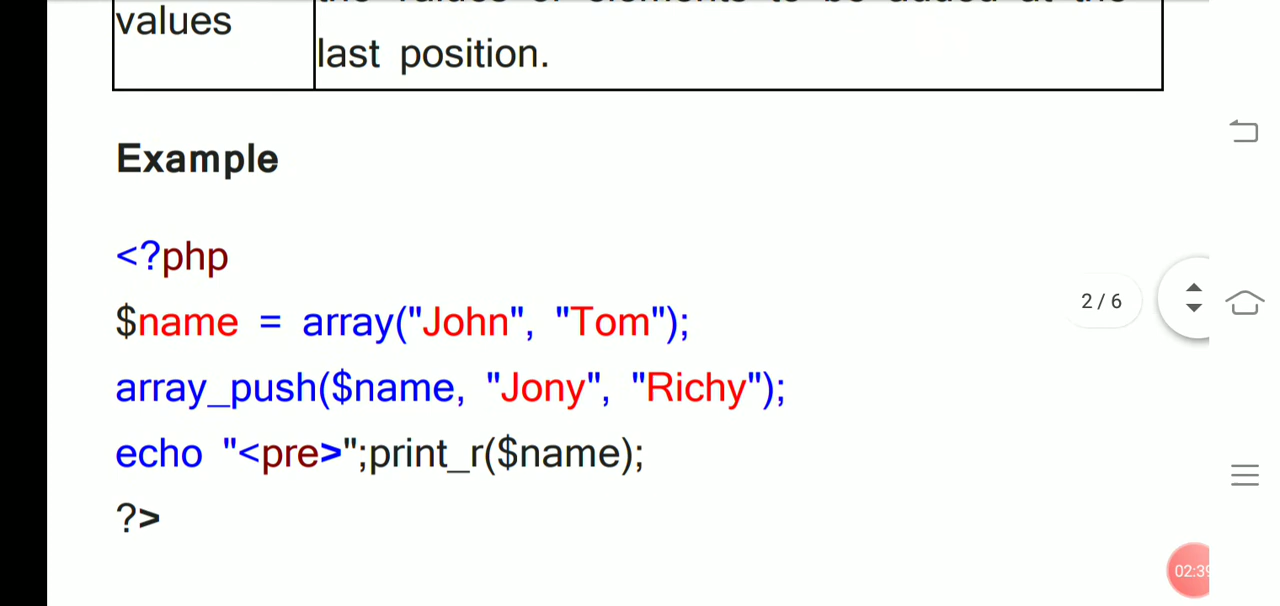 values
last position.
Example
<?php
$name = array("John", "Tom");
array_push($name, "Jony", "Richy");
echo "<pre>";print_r($name);
?>
2 / 6